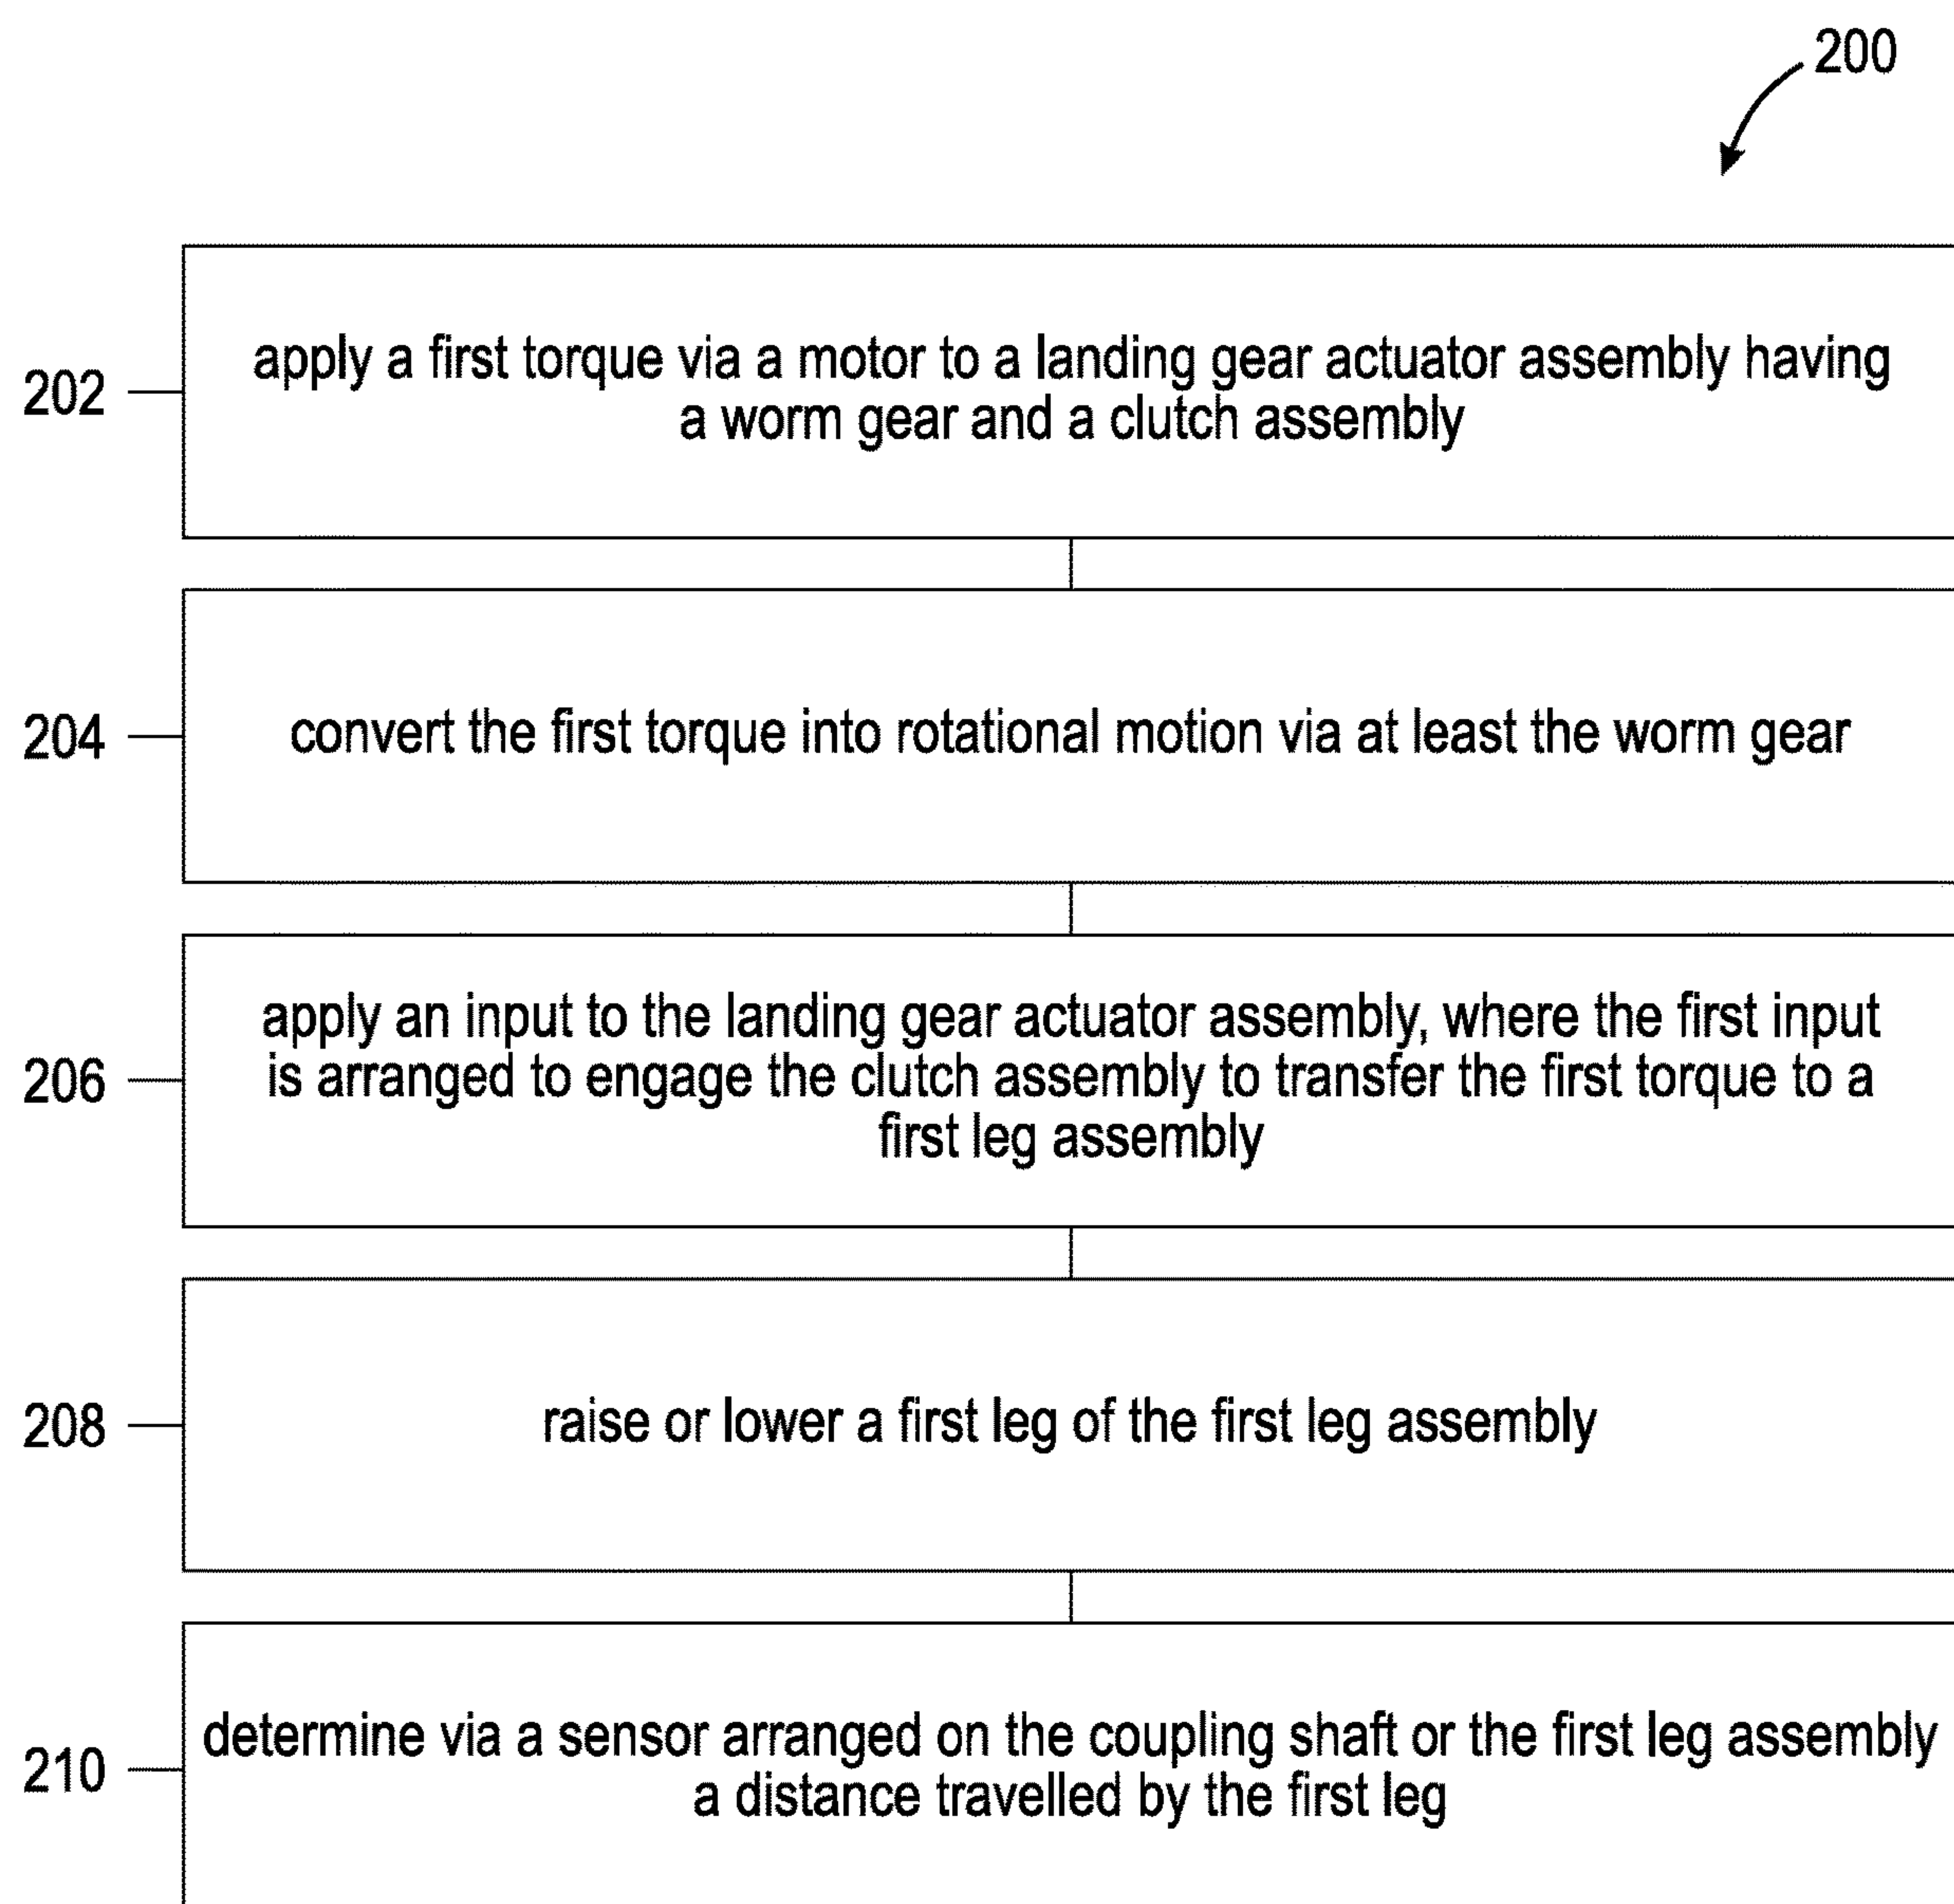 200
202
apply a first torque via a motor to a landing gear actuator assembly having
a worm gear and a clutch assembly
204
convert the first torque into rotational motion via at least the worm gear
206
apply an input to the landing gear actuator assembly, where the first input
is arranged to engage the clutch assembly to transfer the first torque to a
first leg assembly
208
raise or lower a first leg of the first leg assembly
210
determine via a sensor arranged on the coupling shaft or the first leg assembly
a distance travelled by the first leg